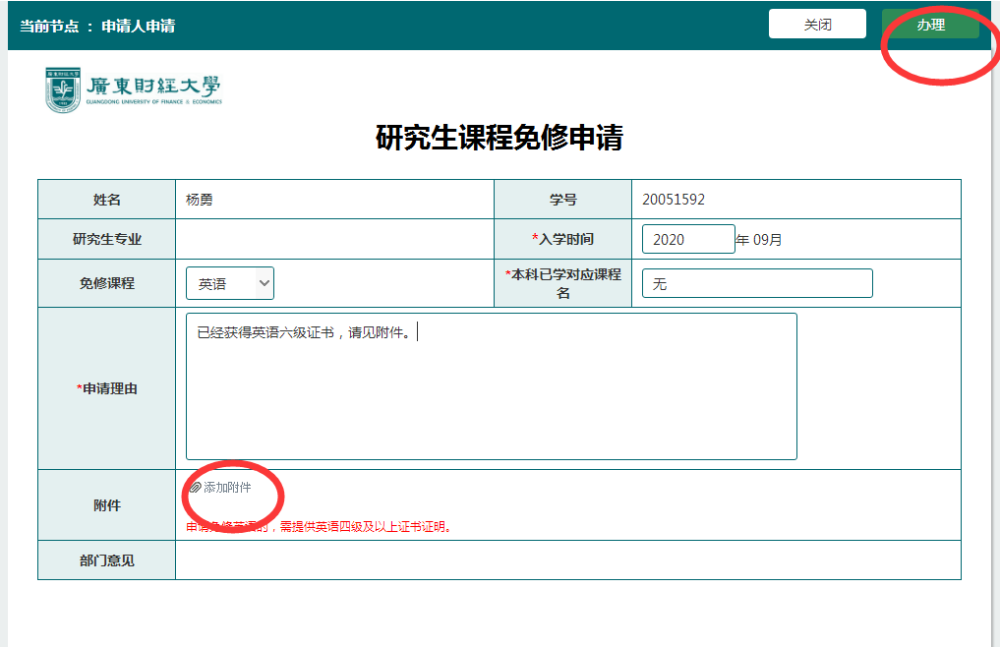 当前节点 ： 申请人申请
关闭
办理
廣東財經大學
GUANGDONG UNIVERSITY OF FINANCE & ECONOMICS
研究生课程免修申请
姓名
杨勇
学号
20051592
研究生专业
*入学时间
2020
年 09月
免修课程
英语
*本科已学对应课程
名
无
*申请理由
已经获得英语六级证书，请见附件。
附件
添加附件
申请免修英语的，需提供英语四级及以上证书证明。
部门意见